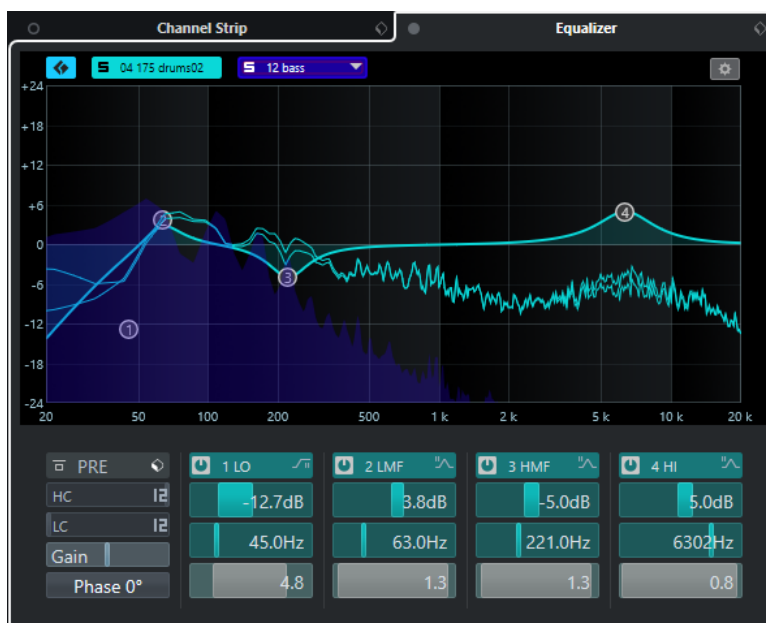 Channel Strip
Equalizer
04 175 drums02
12 bass
+24
+18
+12
+6
0
-6
-12
-18
-24
2
4
3
1
20 50 100 200 500 1 k 2 k 5 k 10 k 20 k
PRE
HC
LC
Gain
Phase 0°
1 LO
-12.7dB
45.0Hz
4.8
2 LMF
3.8dB
63.0Hz
1.3
3 HMF
-5.0dB
221.0Hz
1.3
4 HI
5.0dB
6302Hz
0.8